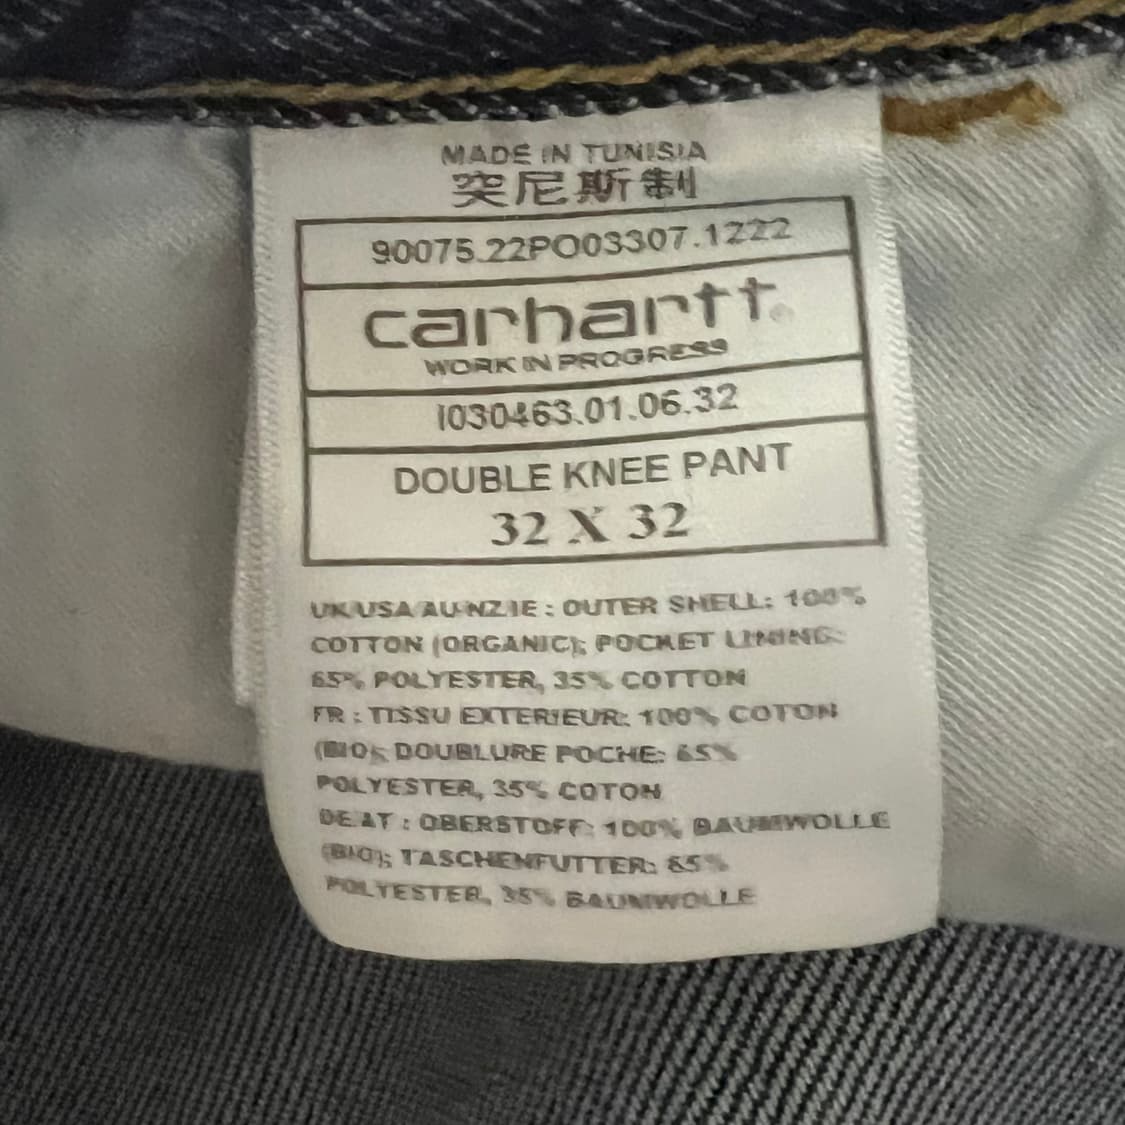 MADE IN TUNISIA
突尼斯制
90075.22PO03307.1222
carhartt®
WORK IN PROGRESS
I030463.01.06.32
DOUBLE KNEE PANT
32 X 32
UK/USA/AU-NZ/IE : OUTER SHELL: 100%
COTTON (ORGANIC); POCKET LINING:
65% POLYESTER, 35% COTTON
FR : TISSU EXTERIEUR: 100% COTON
(BIO); DOUBLURE POCHE: 65%
POLYESTER, 35% COTON
DE.AT : OBERSTOFF: 100% BAUMWOLLE
(BIO); TASCHENFUTTER: 65%
POLYESTER, 35% BAUMWOLLE